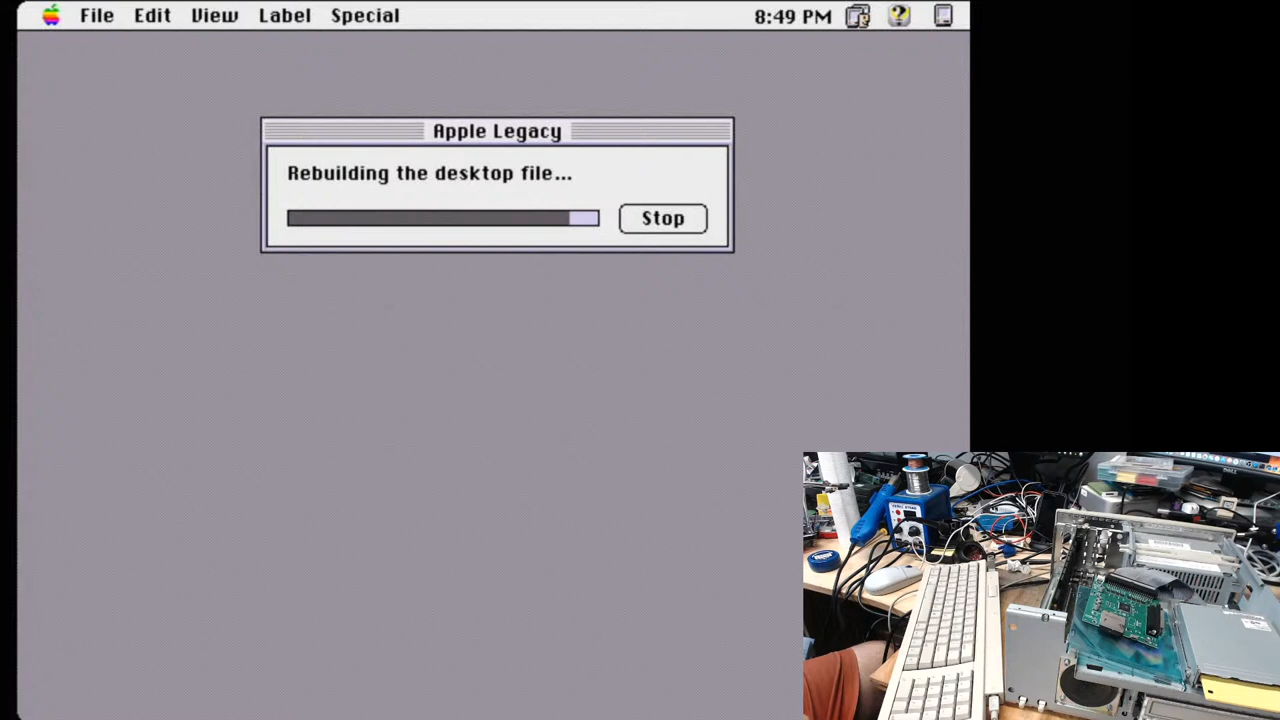 File Edit View Label Special 8:49 PM
Apple Legacy
Rebuilding the desktop file...
Stop